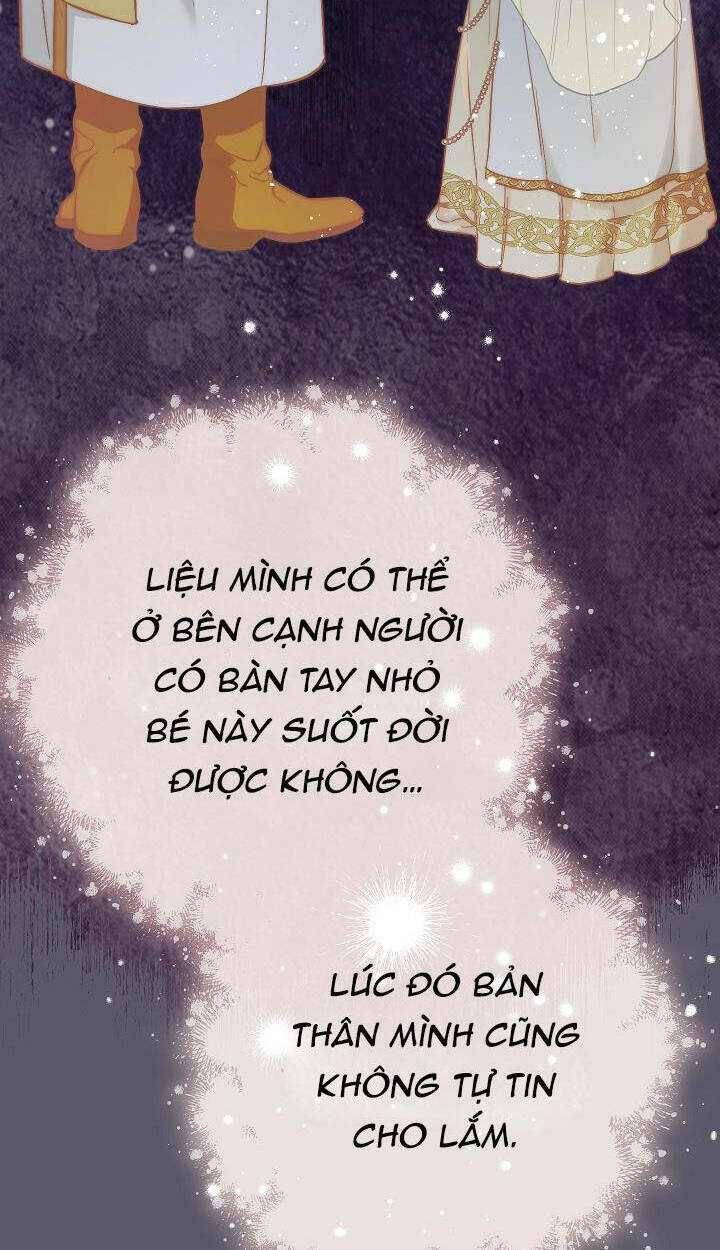 LIỆU MÌNH CÓ THỂ
Ở BÊN CẠNH NGƯỜI
CÓ BÀN TAY NHỎ
BÉ NÀY SUỐT ĐỜI
ĐƯỢC KHÔNG...
LÚC ĐÓ BẢN
THÂN MÌNH CŨNG
KHÔNG TỰ TIN
CHO LẮM.